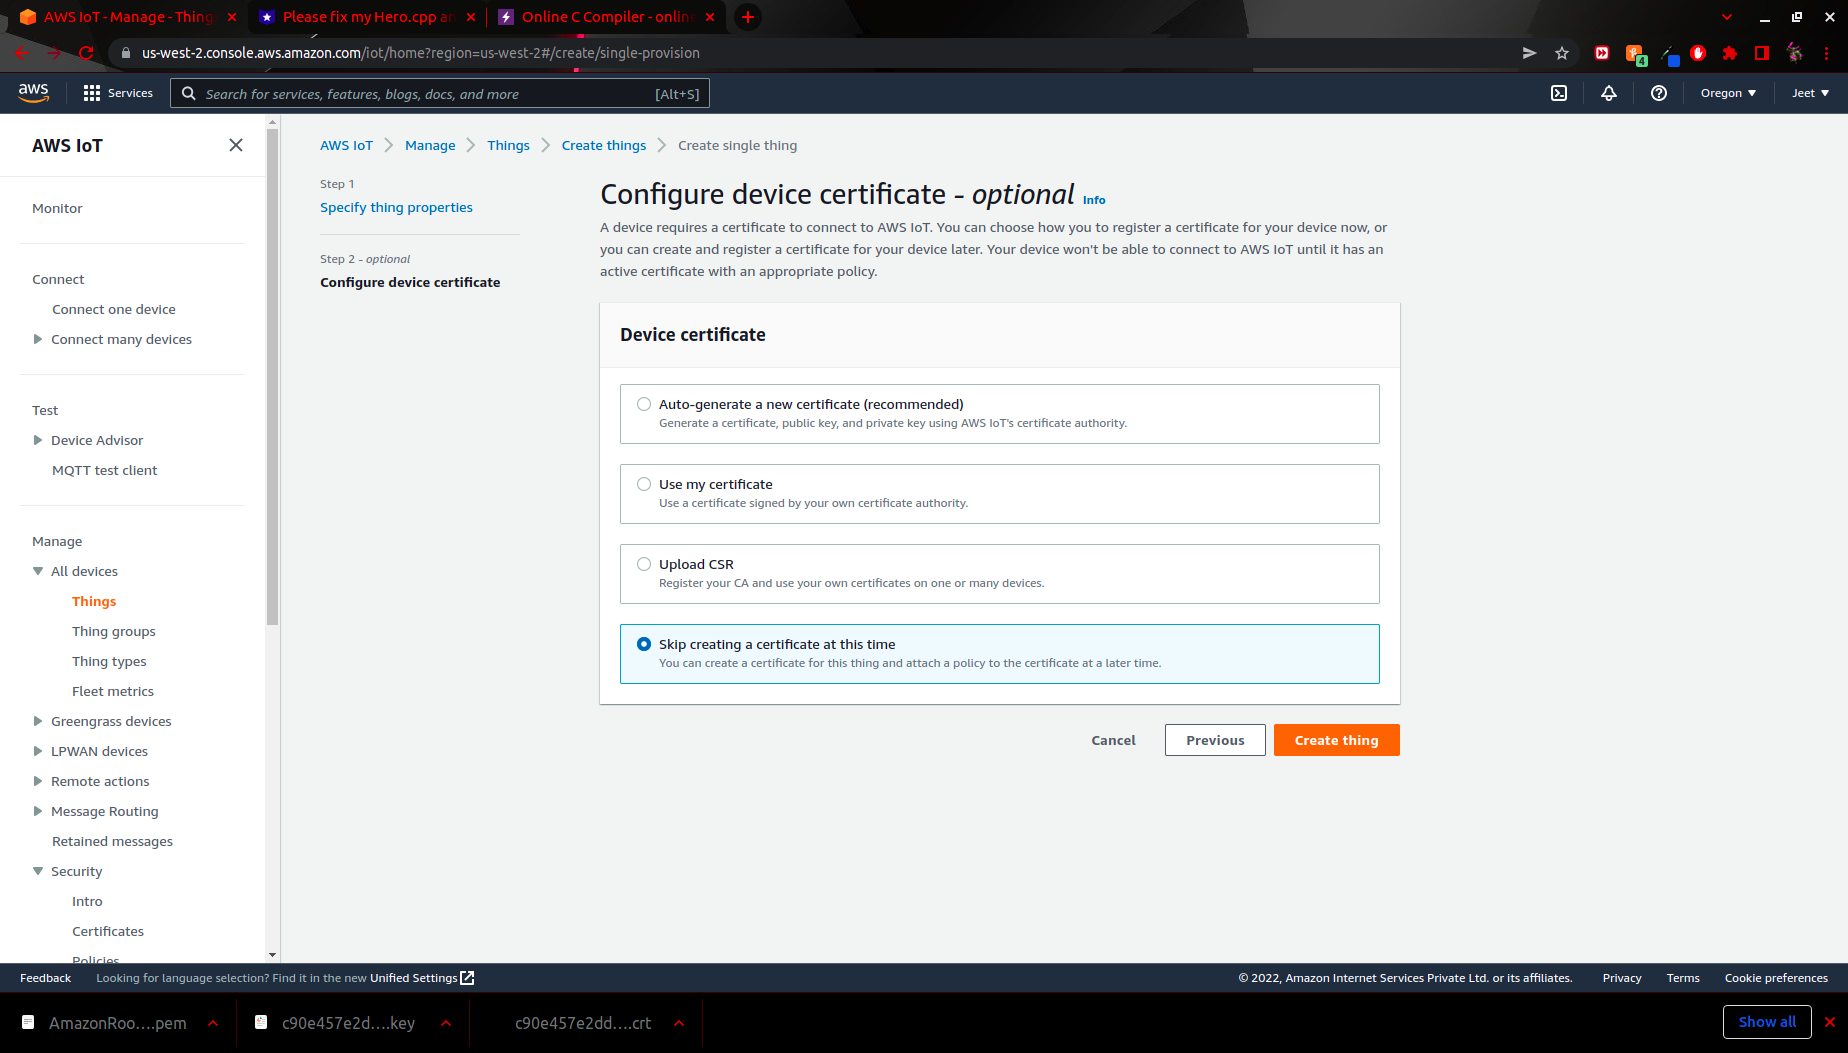 AWS IoT - Manage - Thing
Please fix my Hero.cpp an
Online C Compiler - online
us-west-2.console.aws.amazon.com/iot/home?region=us-west-2#/create/single-provision
4
aws
Services
Search for services, features, blogs, docs, and more
[Alt+S]
Oregon
Jeet
AWS IoT
Monitor
Connect
Connect one device
Connect many devices
Test
Device Advisor
MQTT test client
Manage
All devices
Things
Thing groups
Thing types
Fleet metrics
Greengrass devices
LPWAN devices
Remote actions
Message Routing
Retained messages
Security
Intro
Certificates
Policies
AWS IoT
Manage
Things
Create things
Create single thing
Step 1
Specify thing properties
Step 2 - optional
Configure device certificate
Configure device certificate - optional Info
A device requires a certificate to connect to AWS IoT. You can choose how you to register a certificate for your device now, or
you can create and register a certificate for your device later. Your device won't be able to connect to AWS IoT until it has an
active certificate with an appropriate policy.
Device certificate
Auto-generate a new certificate (recommended)
Generate a certificate, public key, and private key using AWS IoT's certificate authority.
Use my certificate
Use a certificate signed by your own certificate authority.
Upload CSR
Register your CA and use your own certificates on one or many devices.
Skip creating a certificate at this time
You can create a certificate for this thing and attach a policy to the certificate at a later time.
Cancel
Previous
Create thing
Feedback
Looking for language selection? Find it in the new Unified Settings
© 2022, Amazon Internet Services Private Ltd. or its affiliates.
Privacy
Terms
Cookie preferences
AmazonRoo....pem
c90e457e2d....key
c90e457e2dd....crt
Show all